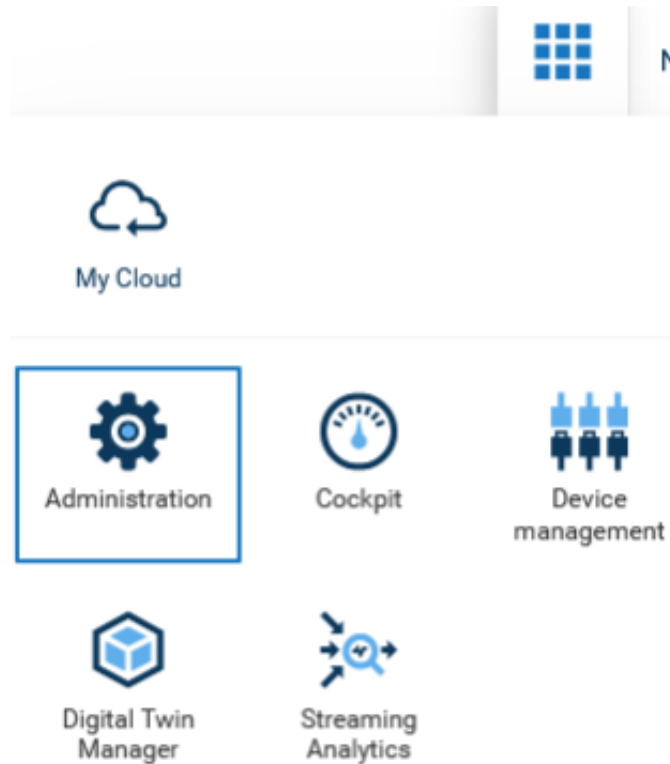 N
My Cloud
Administration
Cockpit
Device
management
Digital Twin
Manager
Streaming
Analytics